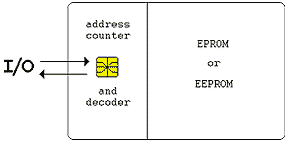 address
counter
I/O
and
decoder
EPROM
or
EEPROM